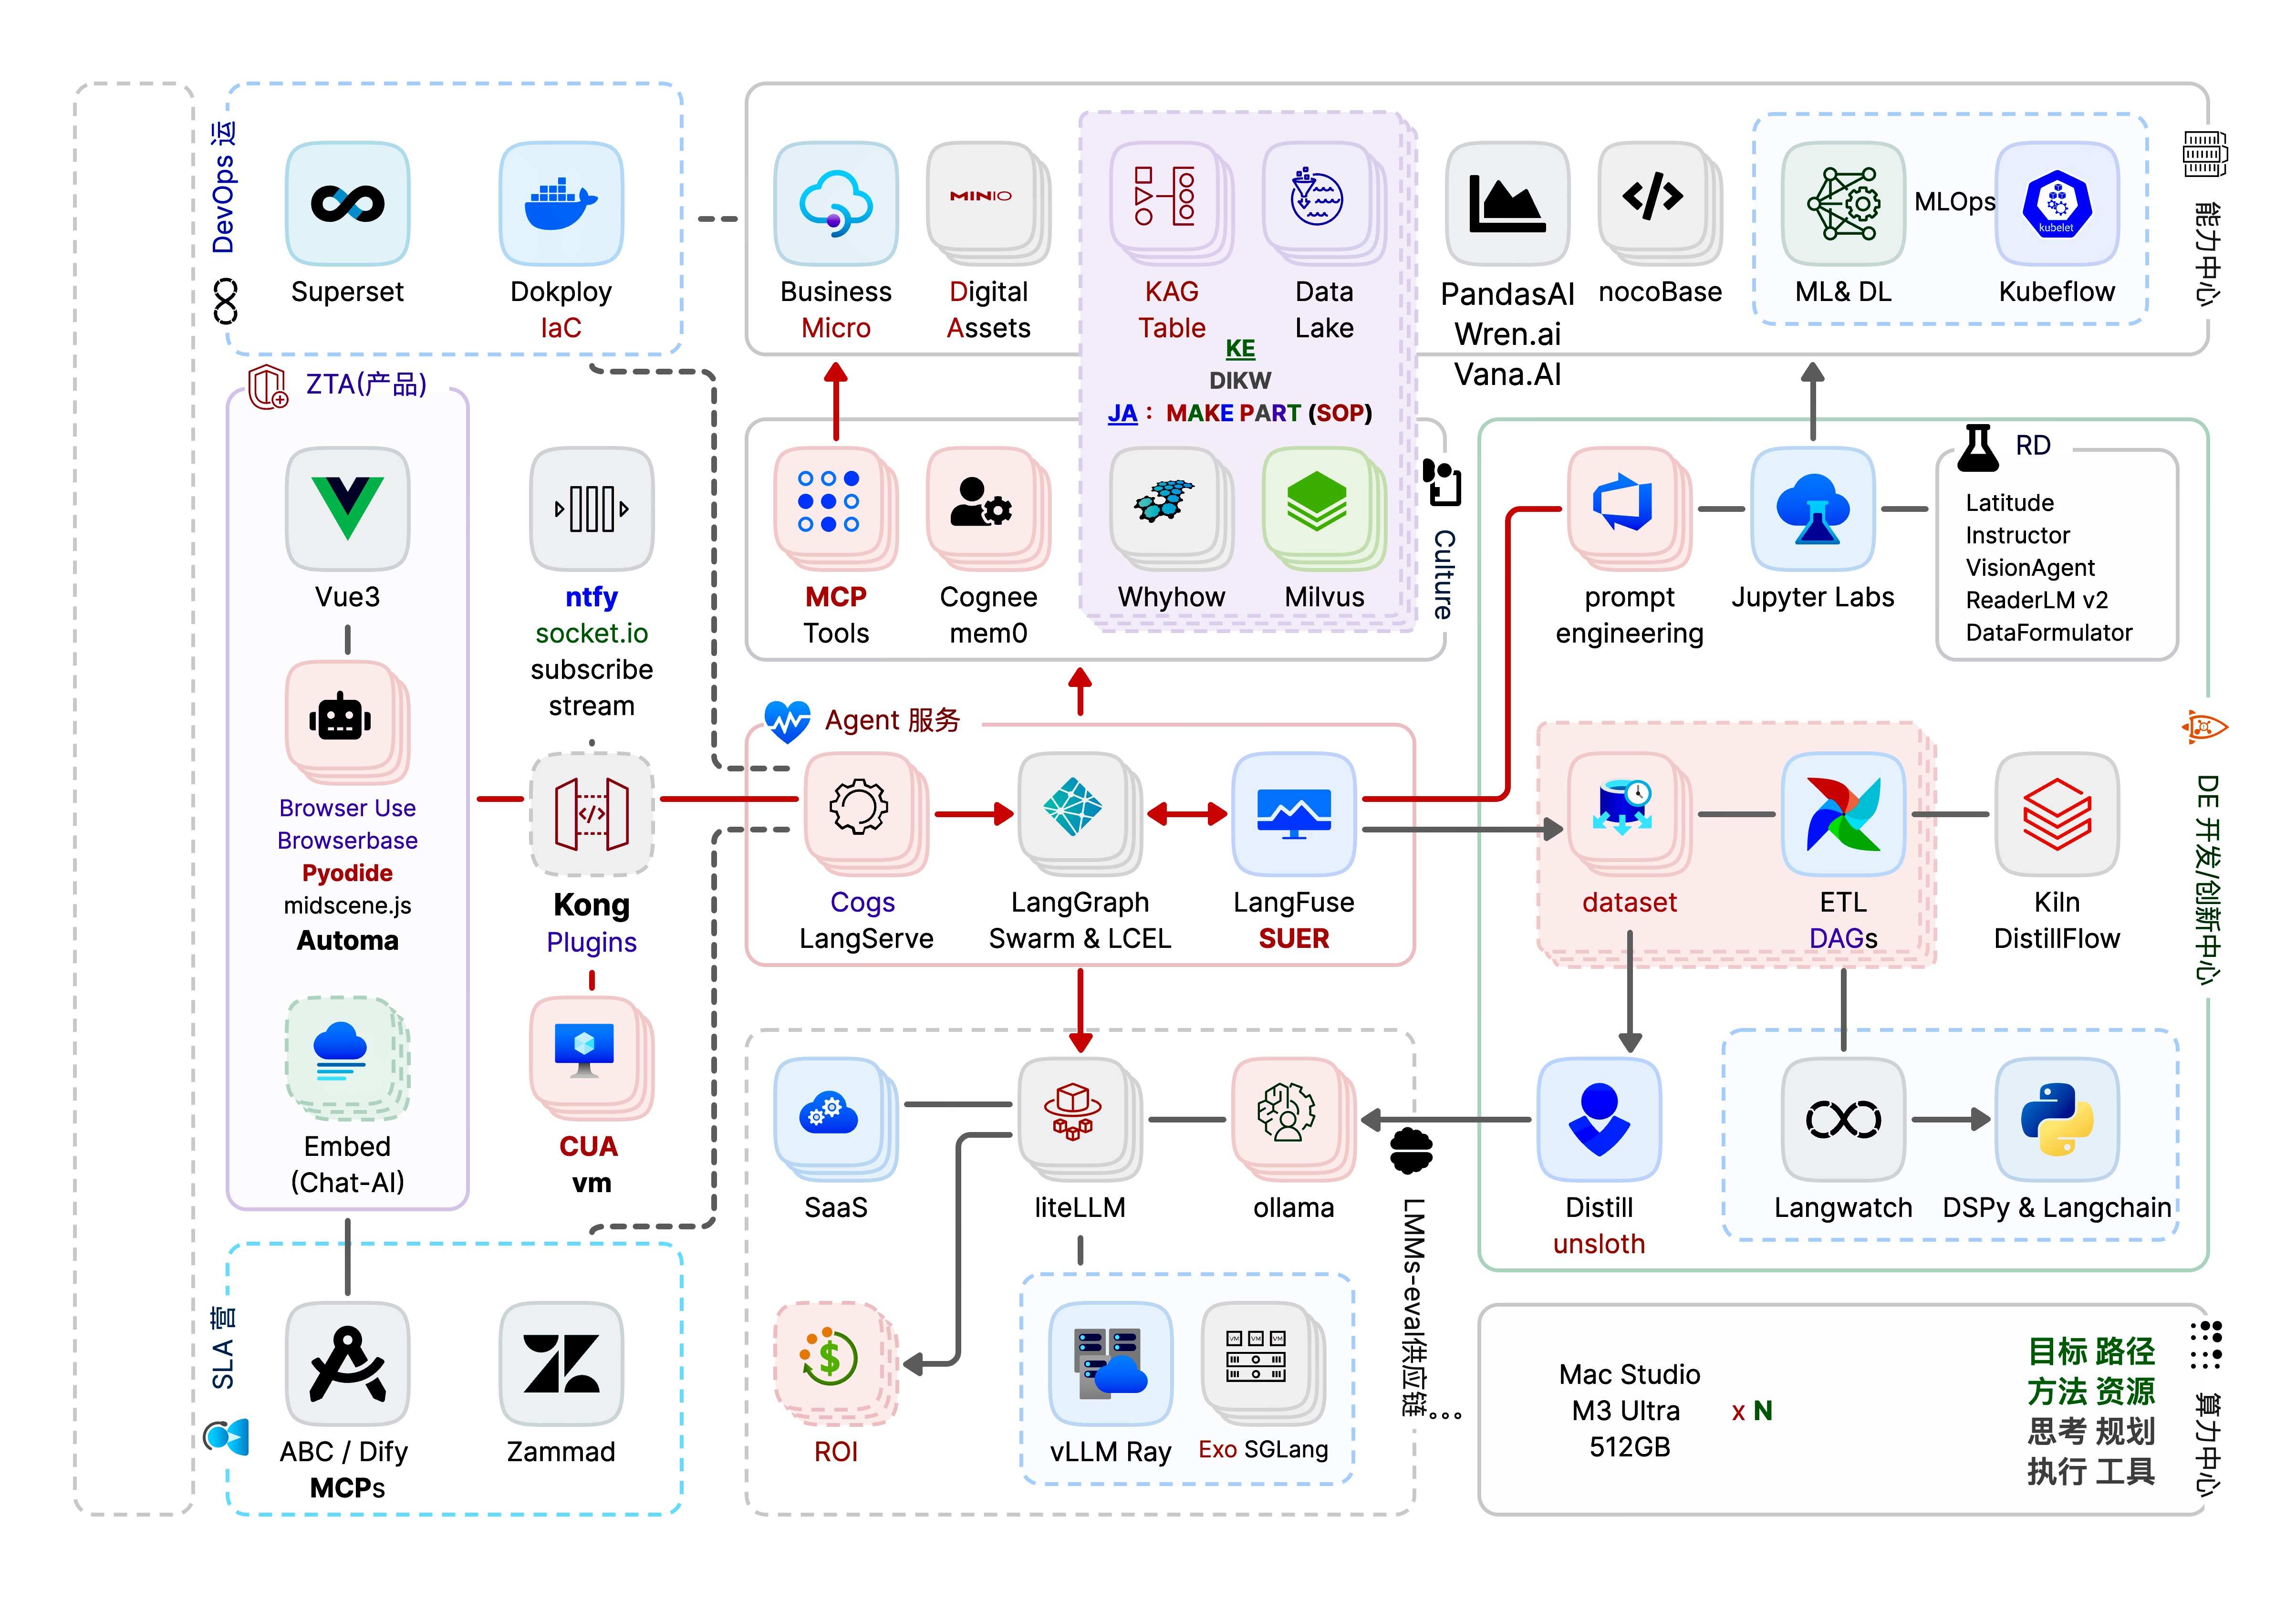 DevOps 运
Superset
Dokploy
IaC
Business
Micro
MINIO
Digital
Assets
KAG
Table
Data
Lake
KE
DIKW
JA： MAKE PART (SOP)
Whyhow
Milvus
PandasAI
Wren.ai
Vana.AI
nocoBase
ML& DL
MLOps
kubelet
Kubeflow
能力中心
ZTA(产品)
Vue3
Browser Use
Browserbase
Pyodide
midscene.js
Automa
Embed
(Chat-AI)
ntfy
socket.io
subscribe
stream
Kong
Plugins
CUA
vm
MCP
Tools
Cognee
mem0
Culture
Agent 服务
Cogs
LangServe
LangGraph
Swarm & LCEL
LangFuse
SUER
prompt
engineering
Jupyter Labs
RD
Latitude
Instructor
VisionAgent
ReaderLM v2
DataFormulator
dataset
ETL
DAGs
Kiln
DistillFlow
DE 开发/创新中心
Distill
unsloth
Langwatch
DSPy & Langchain
SaaS
liteLLM
ollama
ROI
vLLM Ray
VM VM VM
Exo SGLang
LMMs-eval供应链
SLA 营
ABC / Dify
MCPs
Zammad
Mac Studio
M3 Ultra
512GB
x N
目标 路径
方法 资源
思考 规划
执行 工具
算力中心